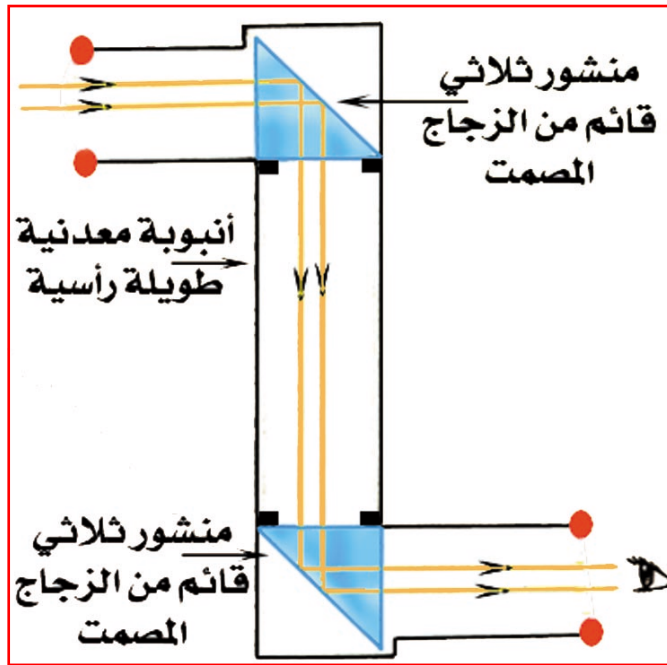 منشور ثلاثي
قائم من الزجاج
المصمت
أنبوبة معدنية
طويلة رأسية
منشور ثلاثي
قائم من الزجاج
المصمت